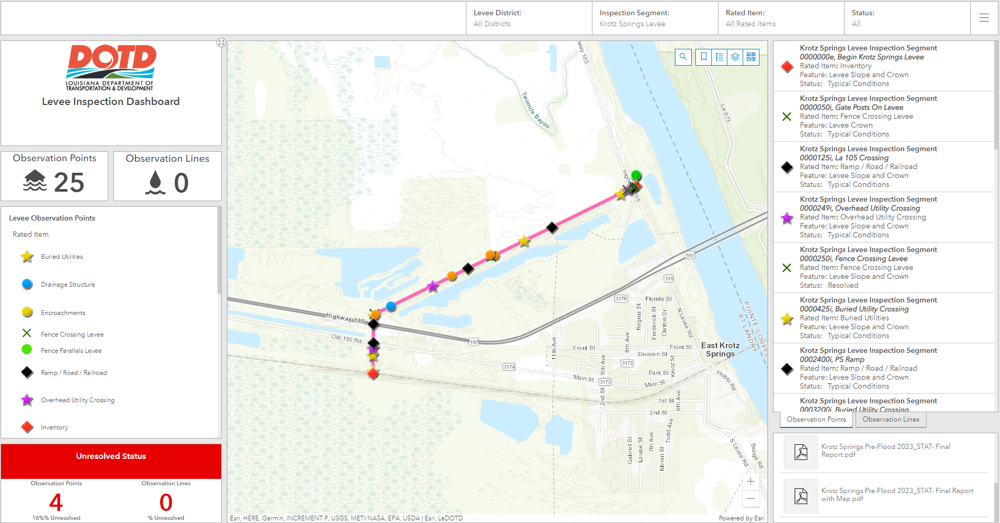 Levee District:
All Districts
Inspection Segment:
Krotz Springs Levee
Rated Item:
All Rated Items
Status:
All
DOTD
LOUISIANA DEPARTMENT OF
TRANSPORTATION & DEVELOPMENT
Levee Inspection Dashboard
Observation Points
25
Observation Lines
0
Levee Observation Points
Rated Item
Buried Utilities
Drainage Structure
Encroachments
Fence Crossing Levee
Fence Parallels Levee
Ramp / Road / Railroad
Overhead Utility Crossing
Inventory
Unresolved Status
Observation Points
4
16%% Unresolved
Observation Lines
0
% Unresolved
hway 105
Twomile Bayou
La-973
Highway 105
190
105
3178
Florida St
Regina St
Frederick St
Clinton Dr
N Levee Rd
POINTE COUPEE
ST LANDRY
Highway 190
Old 190 Rd
190
11th Ave
Front St
8th Ave
Front St
East Krotz
Springs
Division St
3174
9th Ave
3173
Krotz St
Park St
Main St
3173
Main St
Phibro Rd
2nd St
1st St
6th Ave
2nd St
Todd Ave
7th Ave
Gabriel St
Louise St
Moran St
S Levee Rd
Bunge Rd
Esri, HERE, Garmin, INCREMENT P, USGS, METI/NASA, EPA, USDA | Esri, LaDOTD
Powered by Esri
Krotz Springs Levee Inspection Segment
0000000e, Begin Krotz Springs Levee
Rated Item: Inventory
Feature: Levee Slope and Crown
Status: Typical Conditions
Krotz Springs Levee Inspection Segment
0000050i, Gate Posts On Levee
Rated Item: Fence Crossing Levee
Feature: Levee Crown
Status: Typical Conditions
Krotz Springs Levee Inspection Segment
0000125i, La 105 Crossing
Rated Item: Ramp / Road / Railroad
Feature: Levee Slope and Crown
Status: Typical Conditions
Krotz Springs Levee Inspection Segment
0000249i, Overhead Utility Crossing
Rated Item: Overhead Utility Crossing
Feature: Levee Slope and Crown
Status: Typical Conditions
Krotz Springs Levee Inspection Segment
0000250i, Fence Crossing Levee
Rated Item: Fence Crossing Levee
Feature: Levee Slope and Crown
Status: Resolved
Krotz Springs Levee Inspection Segment
0000425i, Buried Utility Crossing
Rated Item: Buried Utilities
Feature: Levee Slope and Crown
Status: Typical Conditions
Krotz Springs Levee Inspection Segment
0002400i, PS Ramp
Rated Item: Ramp / Road / Railroad
Feature: Levee Slope and Crown
Status: Typical Conditions
Krotz Springs Levee Inspection Segment
0003200i, Buried Utility Crossing
Observation Points
Observation Lines
Krotz Springs Pre-Flood 2023_STAT- Final
Report.pdf
Krotz Springs Pre-Flood 2023_STAT- Final Report
with Map.pdf